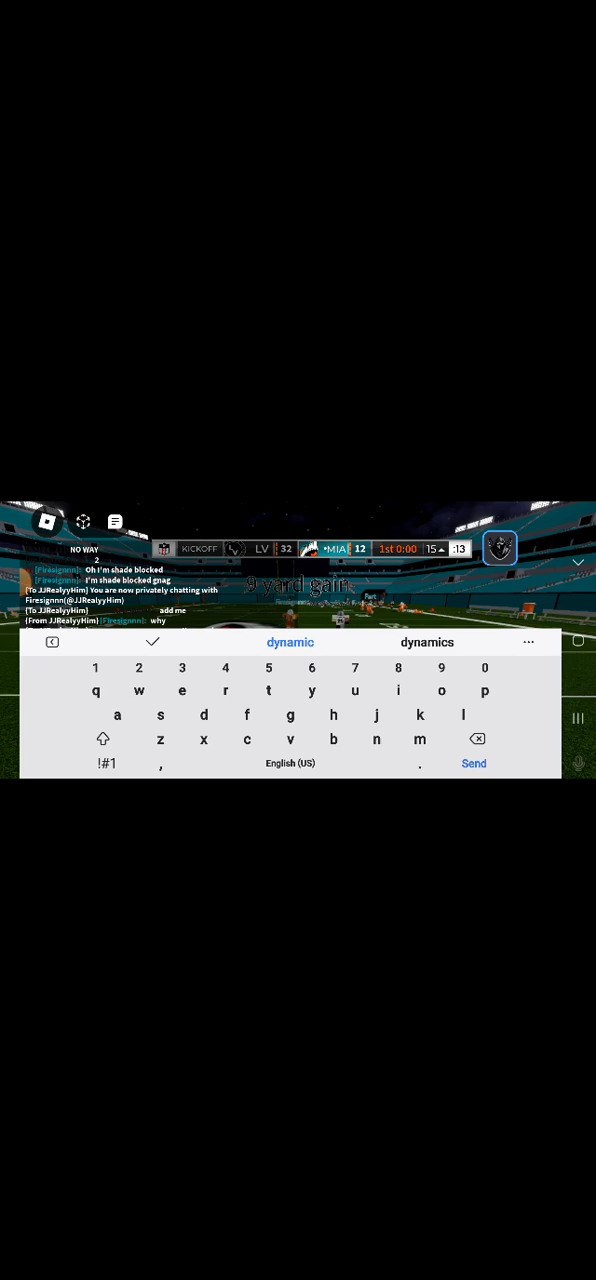 NO WAY
2
KICKOFF LV 32 •MIA 12 1st 0:00 15 :13
[Firesignnn]: Oh I'm shade blocked
[Firesignnn]: I'm shade blocked gnag
9 yard gain
{To JJRealyyHim} You are now privately chatting with
Firesignnn(@JJRealyyHim)
{To JJRealyyHim} add me
{From JJRealyyHim} [Firesignnn]: why
dynamic dynamics ...
1 2 3 4 5 6 7 8 9 0
q w e r t y u i o p
a s d f g h j k l
z x c v b n m
!#1 , English (US) . Send